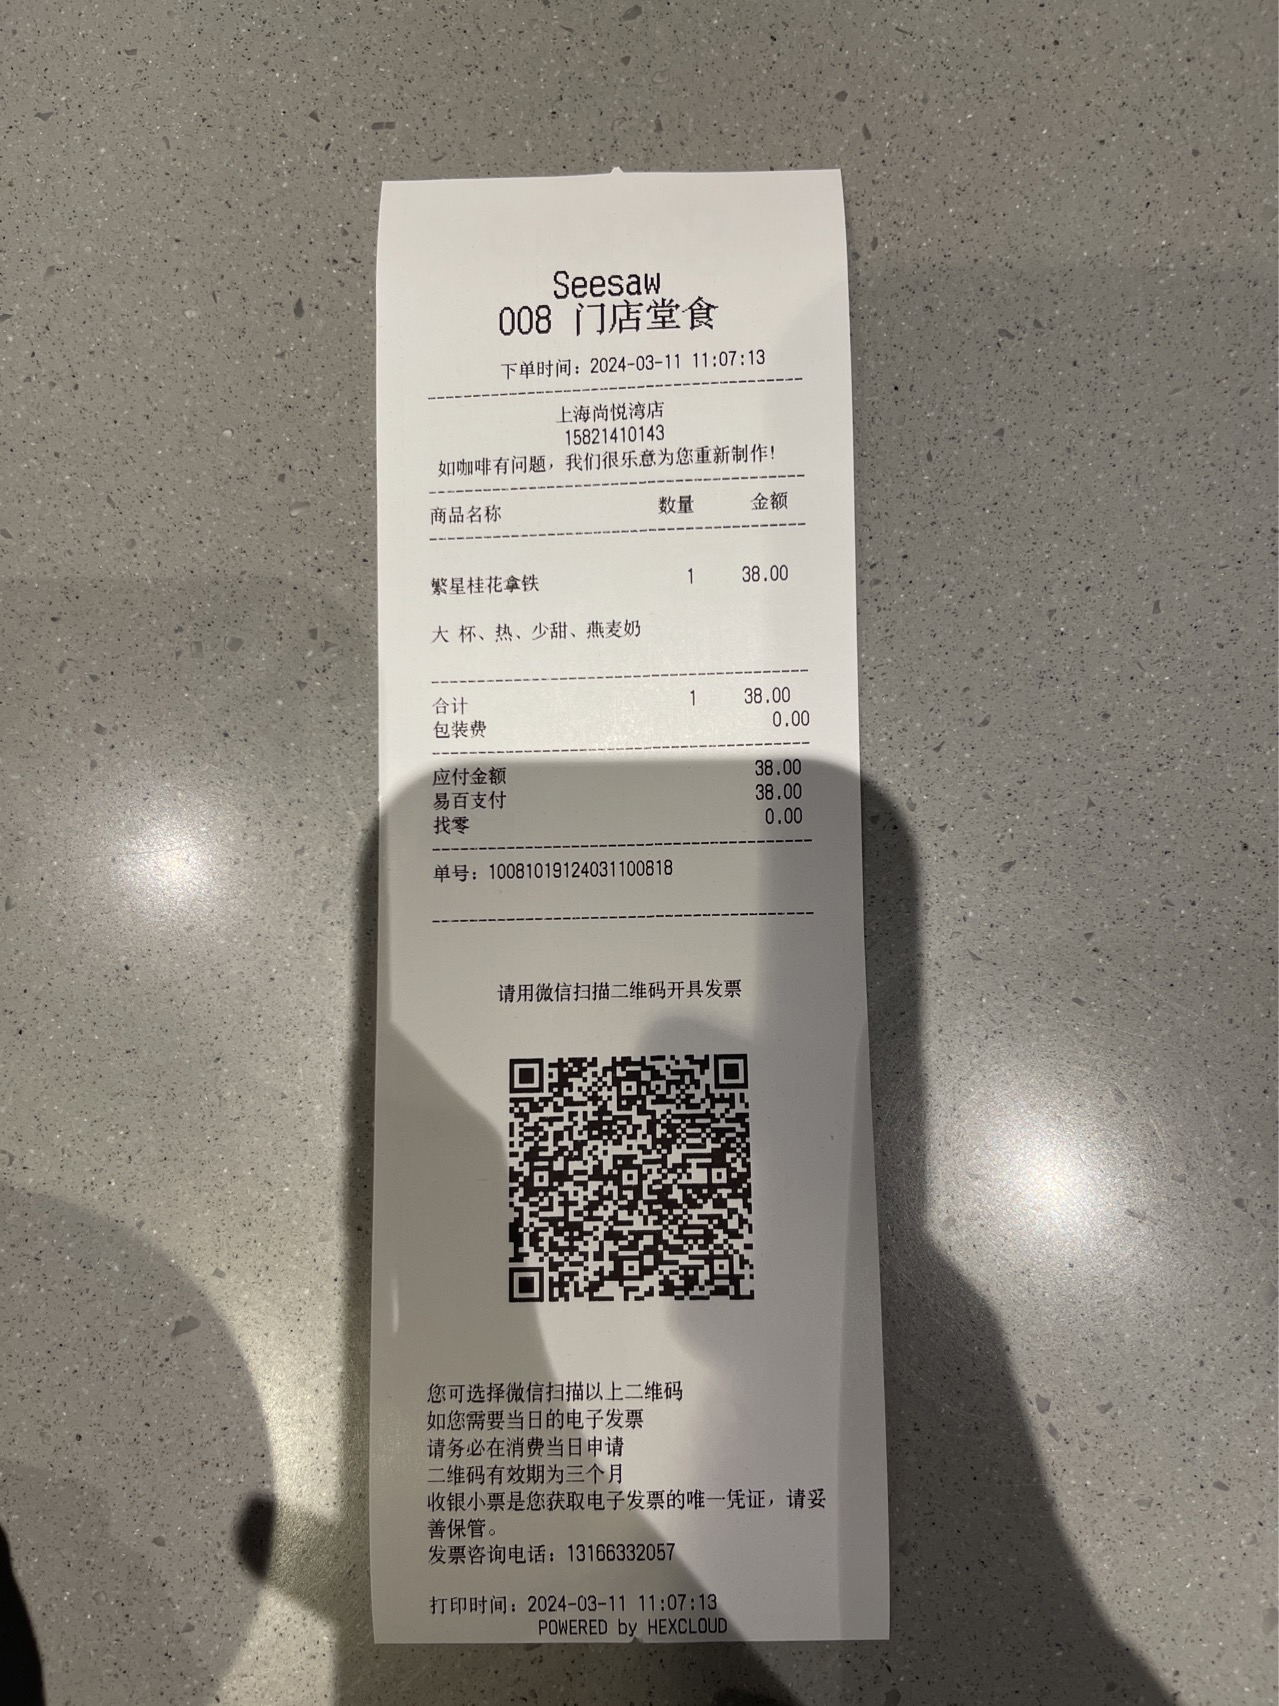 Seesaw
008 门店堂食
下单时间：2024-03-11 11:07:13
上海尚悦湾店
15821410143
如咖啡有问题，我们很乐意为您重新制作！
商品名称 数量 金额
繁星桂花拿铁 1 38.00
大 杯、热、少甜、燕麦奶
合计 1 38.00
包装费 0.00
应付金额 38.00
易百支付 38.00
找零 0.00
单号：10081019124031100818
请用微信扫描二维码开具发票
您可选择微信扫描以上二维码
如您需要当日的电子发票
请务必在消费当日申请
二维码有效期为三个月
收银小票是您获取电子发票的唯一凭证，请妥
善保管。
发票咨询电话：13166332057
打印时间：2024-03-11 11:07:13
POWERED by HEXCLOUD